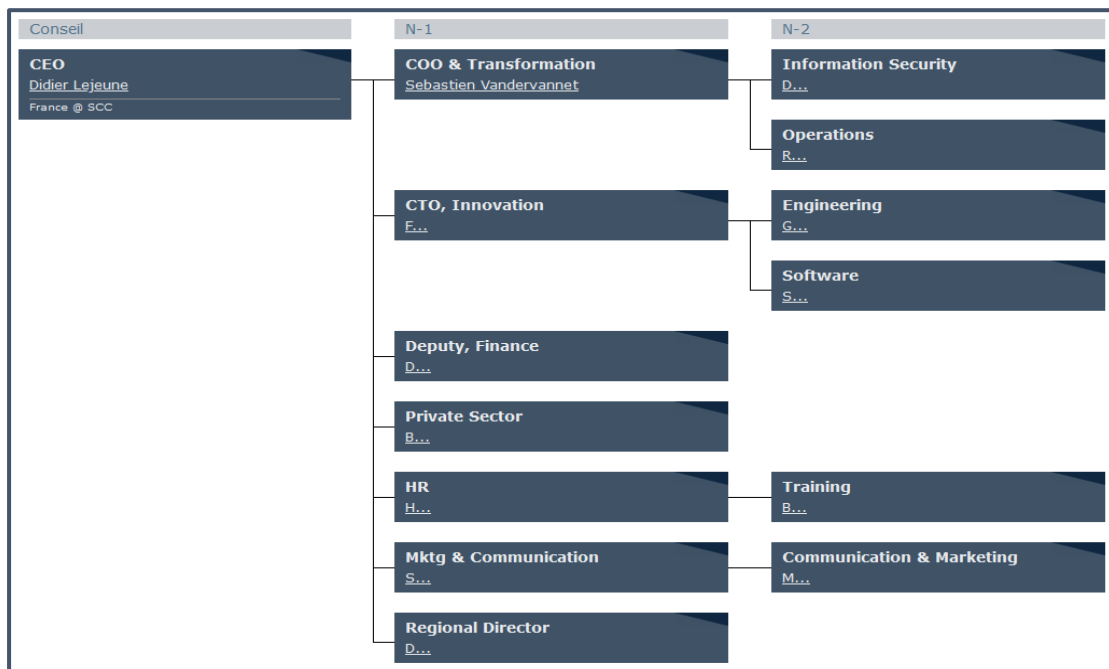 Conseil
N-1
N-2
CEO
Didier Lejeune
France @ SCC
COO & Transformation
Sebastien Vandervannet
Information Security
D...
Operations
R...
CTO, Innovation
F...
Engineering
G...
Software
S...
Deputy, Finance
D...
Private Sector
B...
HR
H...
Training
B...
Mktg & Communication
S...
Communication & Marketing
M...
Regional Director
D...